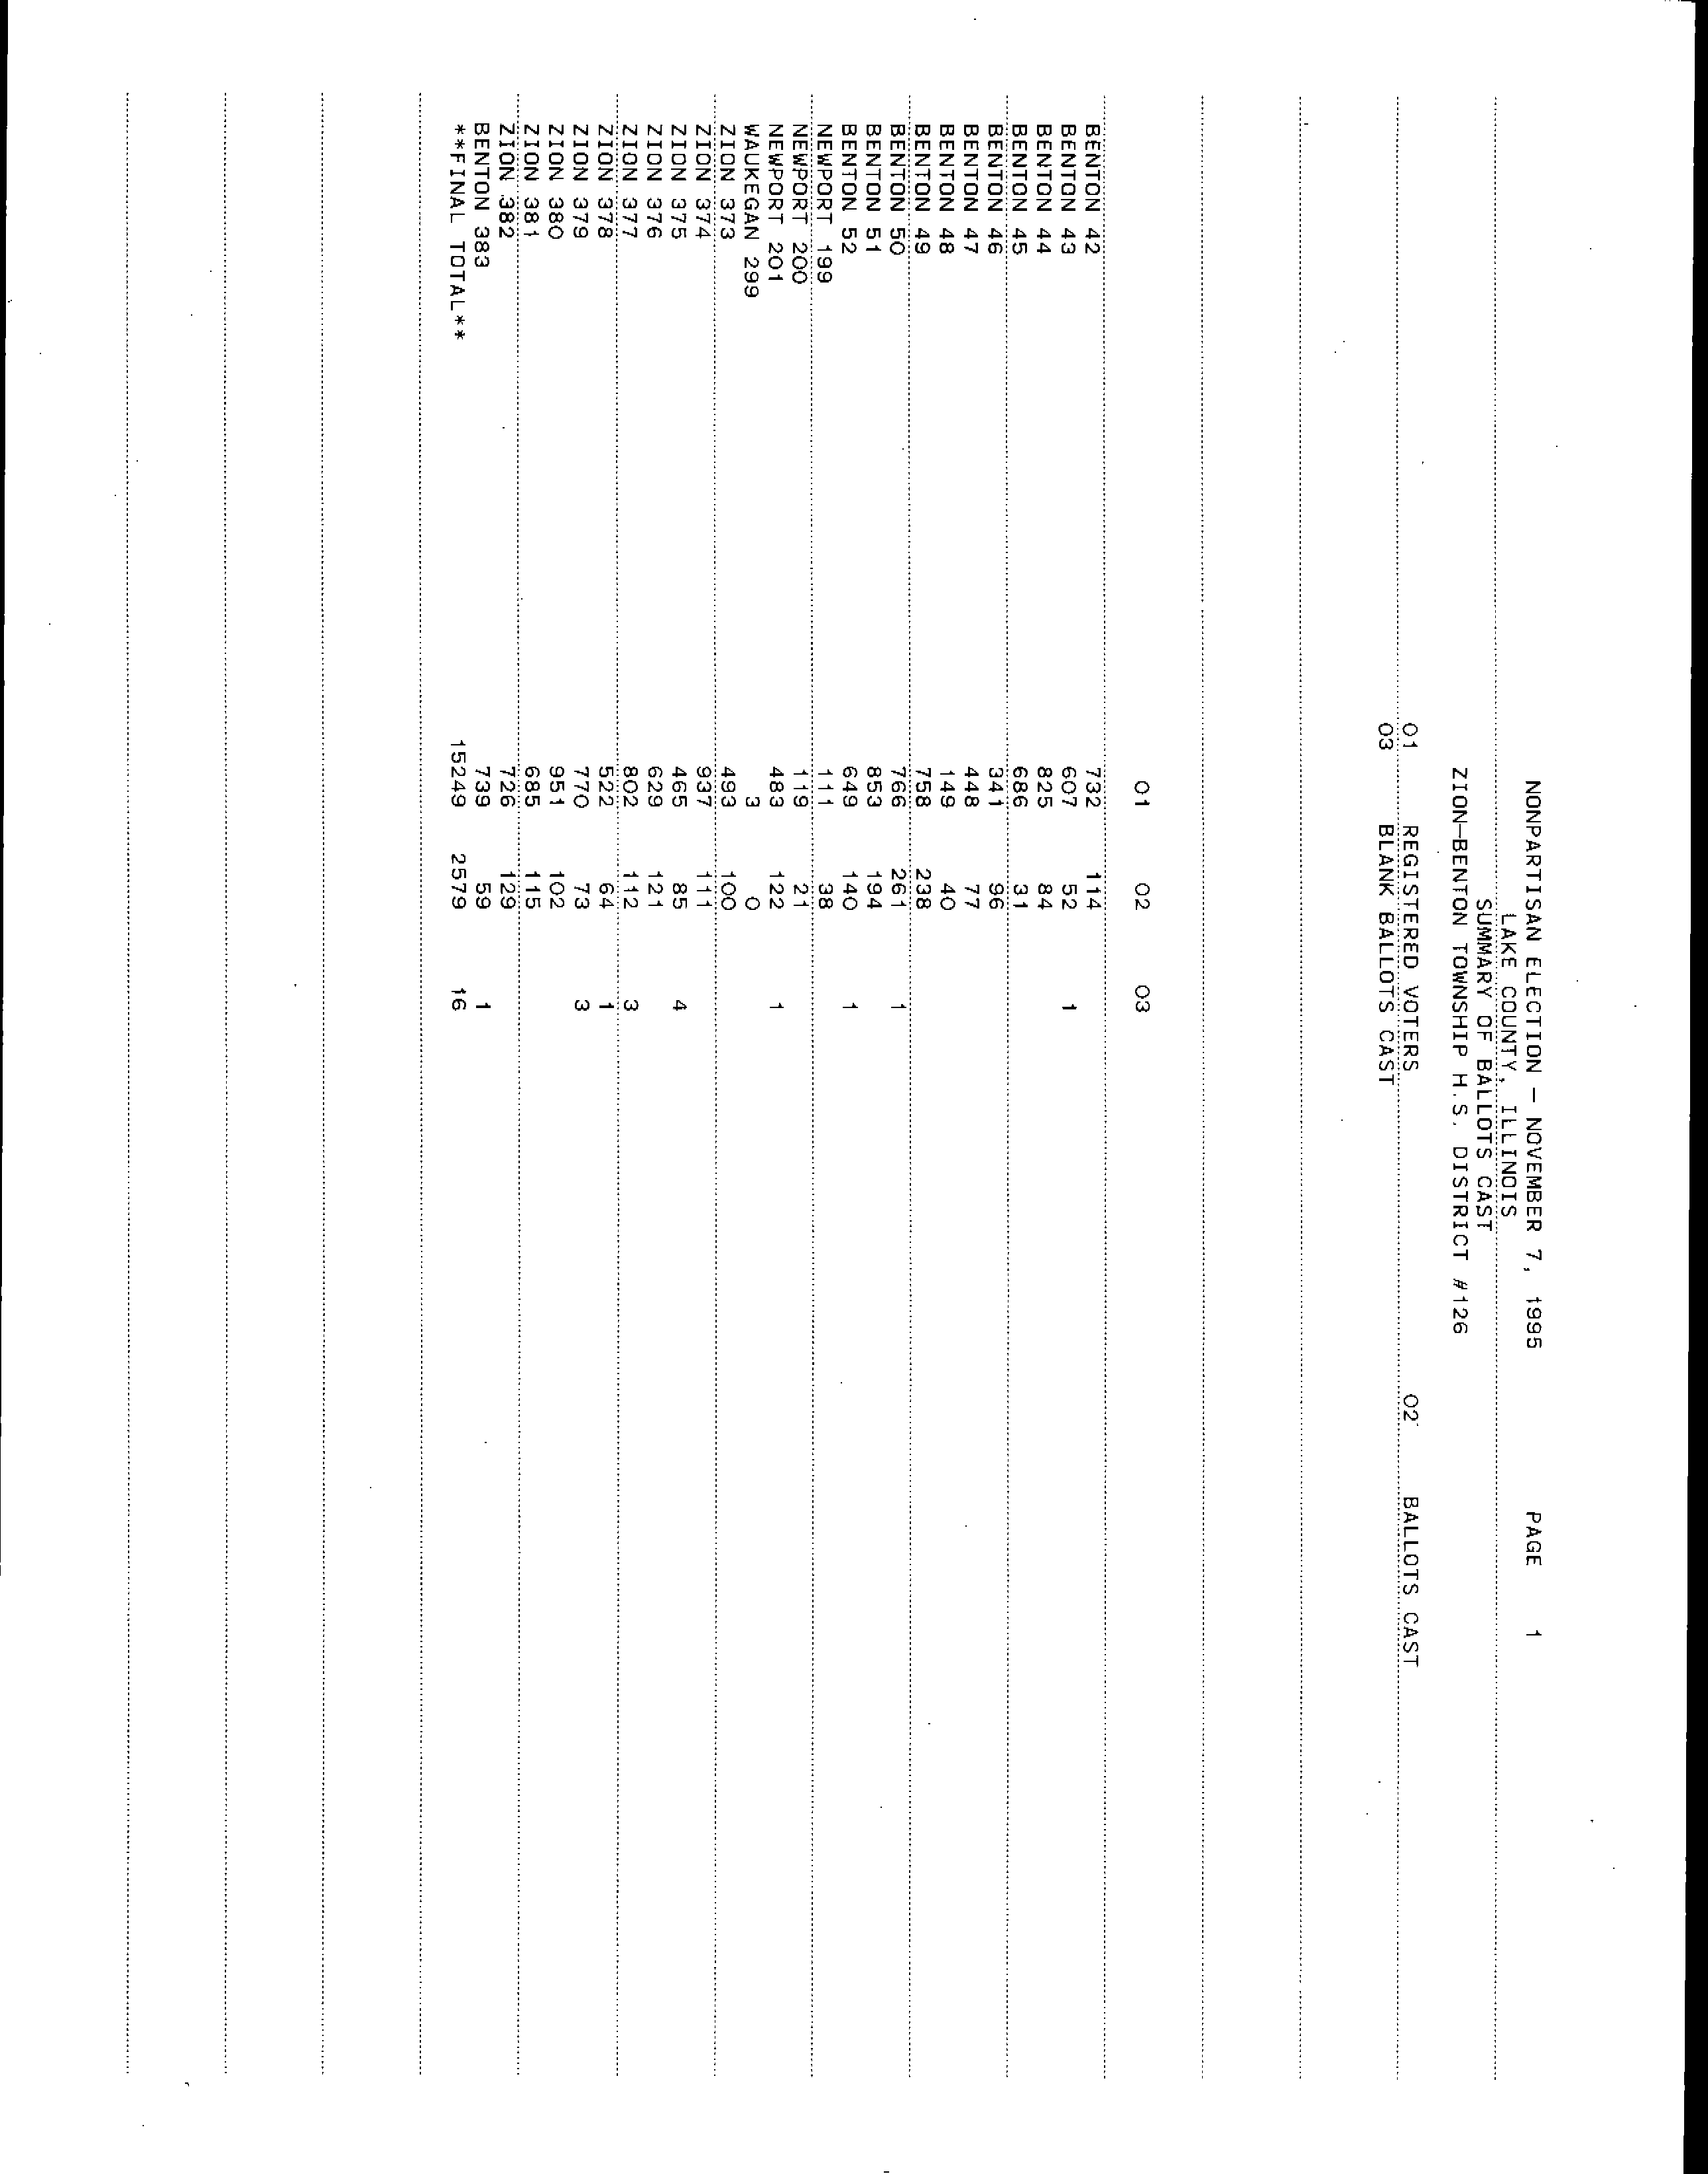 NONPARTISAN ELECTION - NOVEMBER 7, 1995 PAGE 1
LAKE COUNTY, ILLINOIS
SUMMARY OF BALLOTS CAST
ZION-BENTON TOWNSHIP H.S. DISTRICT #126
01 REGISTERED VOTERS 02 BALLOTS CAST
03 BLANK BALLOTS CAST
01 02 03
BENTON 42 732 114
BENTON 43 607 52 1
BENTON 44 825 84
BENTON 45 686 31
BENTON 46 341 96
BENTON 47 448 77
BENTON 48 149 40
BENTON 49 758 238
BENTON 50 766 261 1
BENTON 51 853 194
BENTON 52 649 140 1
NEWPORT 199 111 38
NEWPORT 200 119 21
NEWPORT 201 483 122 1
WAUKEGAN 299 3 0
ZION 373 493 100
ZION 374 937 111
ZION 375 465 85 4
ZION 376 629 121
ZION 377 802 112 3
ZION 378 522 64 1
ZION 379 770 73 3
ZION 380 951 102
ZION 381 685 115
ZION 382 726 129
BENTON 383 739 59 1
**FINAL TOTAL** 15249 2579 16